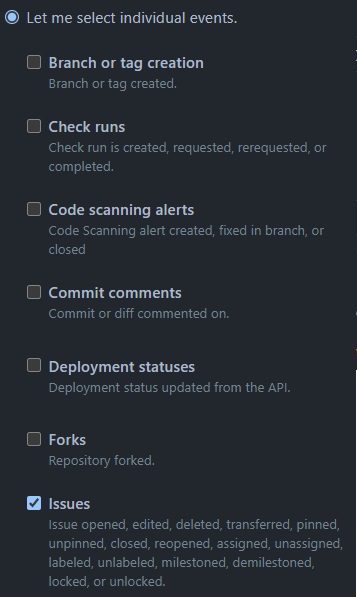 Let me select individual events.
Branch or tag creation
Branch or tag created.
Check runs
Check run is created, requested, rerequested, or
completed.
Code scanning alerts
Code Scanning alert created, fixed in branch, or
closed
Commit comments
Commit or diff commented on.
Deployment statuses
Deployment status updated from the API.
Forks
Repository forked.
Issues
Issue opened, edited, deleted, transferred, pinned,
unpinned, closed, reopened, assigned, unassigned,
labeled, unlabeled, milestoned, demilestoned,
locked, or unlocked.